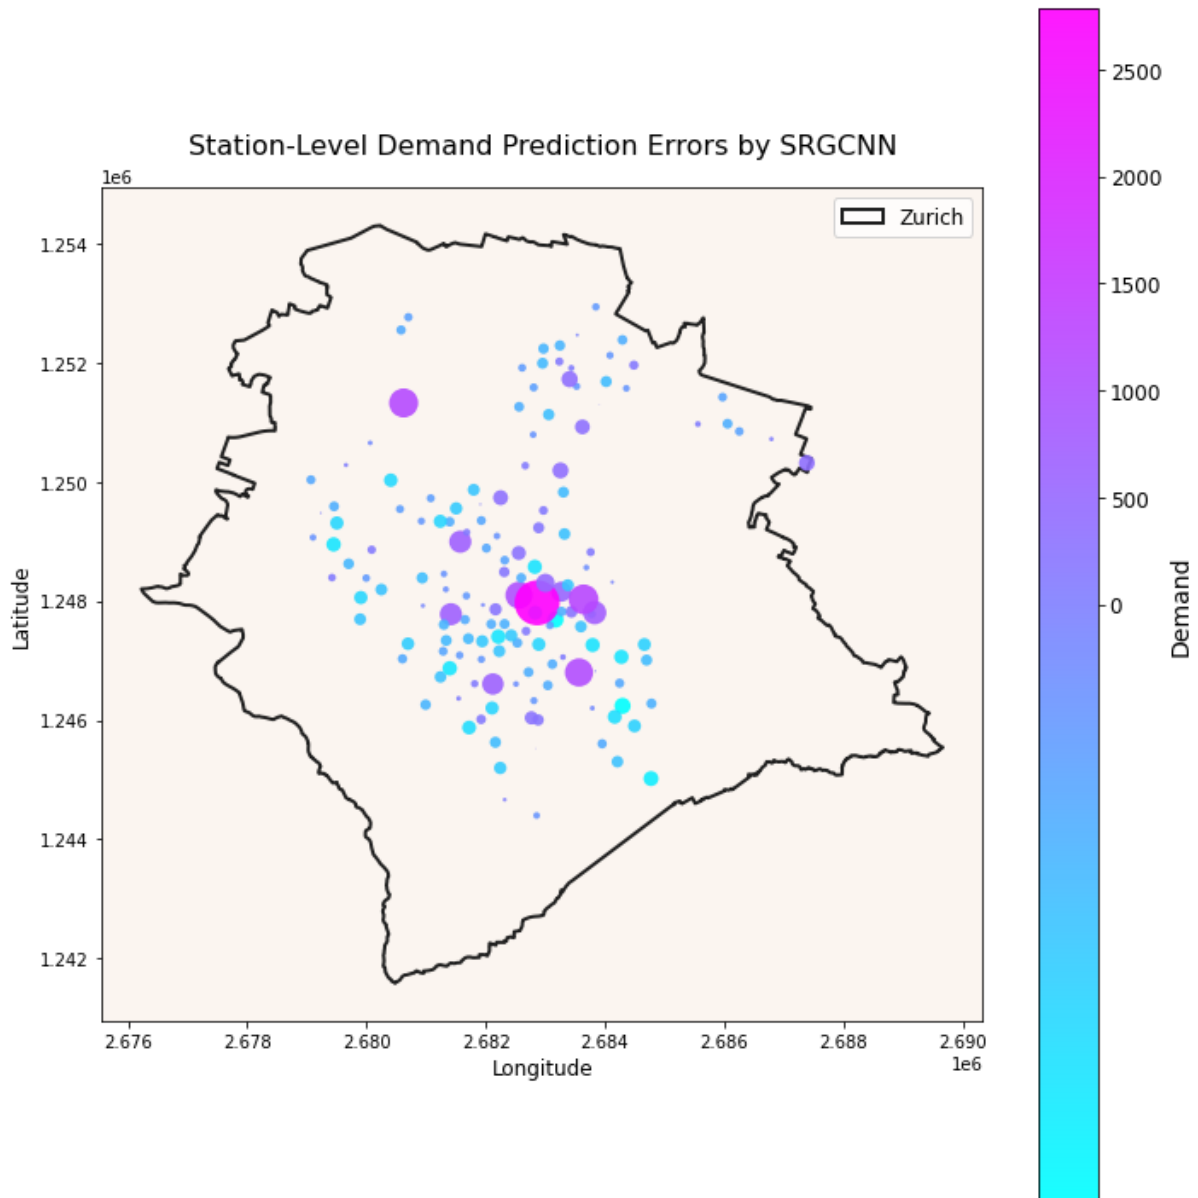 Station-Level Demand Prediction Errors by SRGCNN
1e6
Zurich
1.254
1.252
1.250
1.248
1.246
1.244
1.242
Latitude
2.676 2.678 2.680 2.682 2.684 2.686 2.688 2.690
1e6
Longitude
2500
2000
1500
1000
500
0
Demand